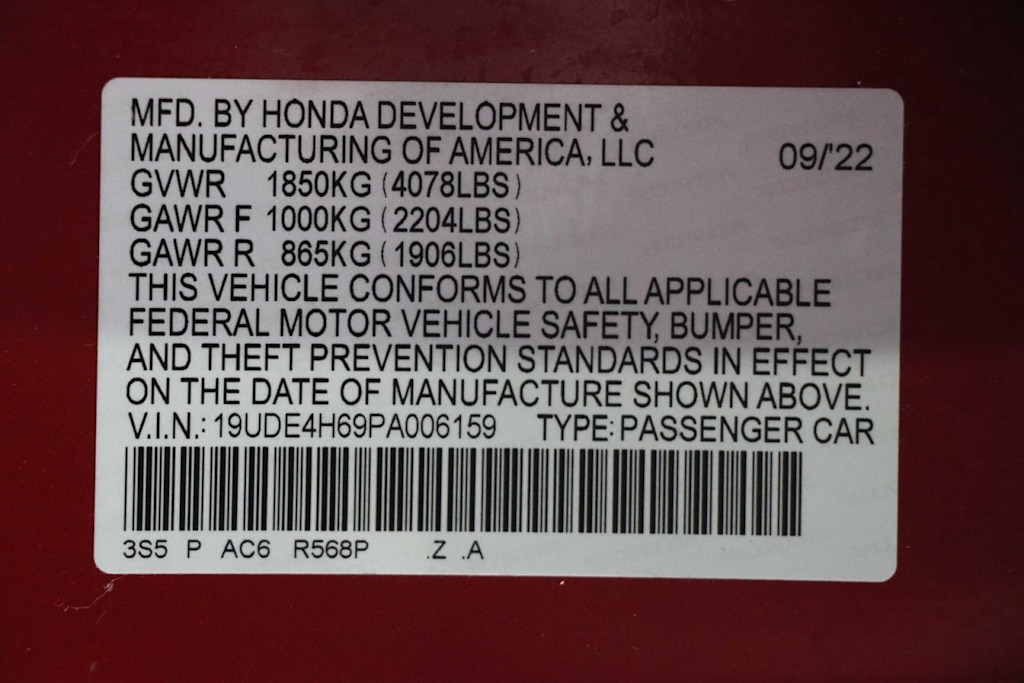 MFD. BY HONDA DEVELOPMENT &
MANUFACTURING OF AMERICA, LLC 09/'22
GVWR 1850KG (4078LBS)
GAWR F 1000KG (2204LBS)
GAWR R 865KG (1906LBS)
THIS VEHICLE CONFORMS TO ALL APPLICABLE
FEDERAL MOTOR VEHICLE SAFETY, BUMPER,
AND THEFT PREVENTION STANDARDS IN EFFECT
ON THE DATE OF MANUFACTURE SHOWN ABOVE.
V.I.N.: 19UDE4H69PA006159 TYPE: PASSENGER CAR
3S5 P AC6 R568P .Z .A